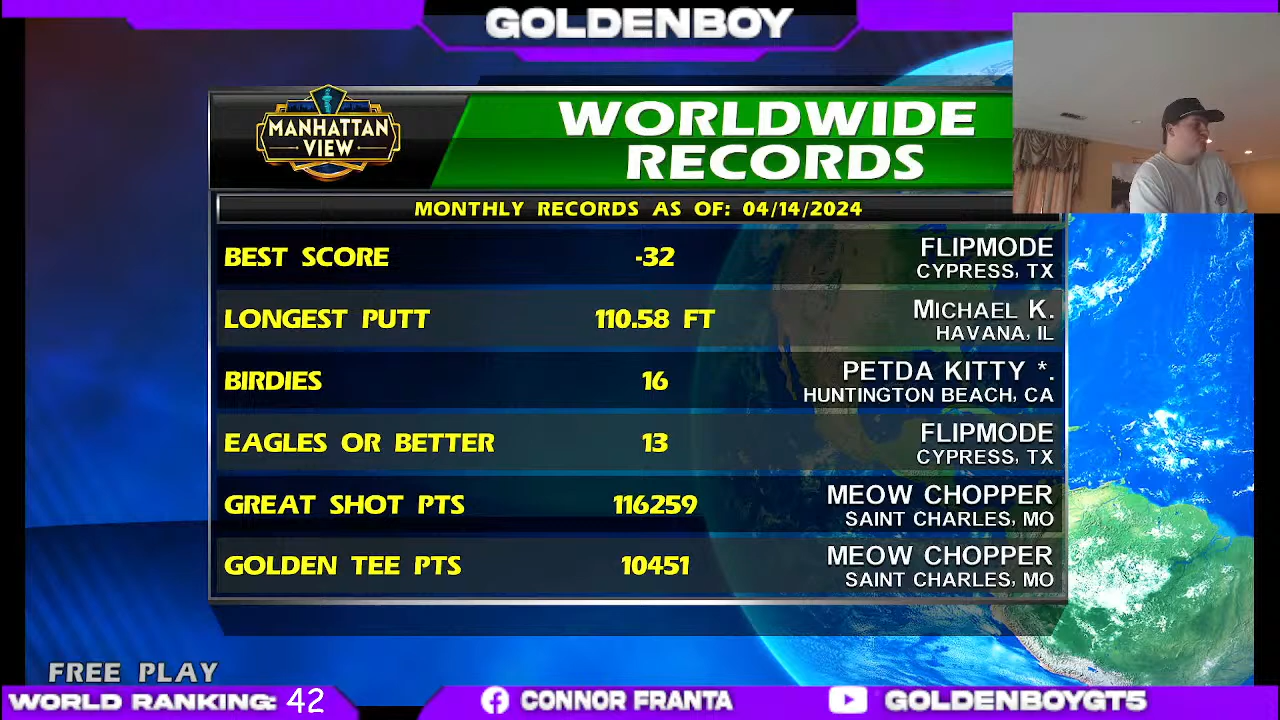 GOLDENBOY
MANHATTAN
VIEW
WORLDWIDE
RECORDS
MONTHLY RECORDS AS OF: 04/14/2024
BEST SCORE -32 FLIPMODE
CYPRESS, TX
LONGEST PUTT 110.58 FT MICHAEL K.
HAVANA, IL
BIRDIES 16 PETDA KITTY *.
HUNTINGTON BEACH, CA
EAGLES OR BETTER 13 FLIPMODE
CYPRESS, TX
GREAT SHOT PTS 116259 MEOW CHOPPER
SAINT CHARLES, MO
GOLDEN TEE PTS 10451 MEOW CHOPPER
SAINT CHARLES, MO
FREE PLAY
WORLD RANKING: 42 CONNOR FRANTA GOLDENBOYGT5